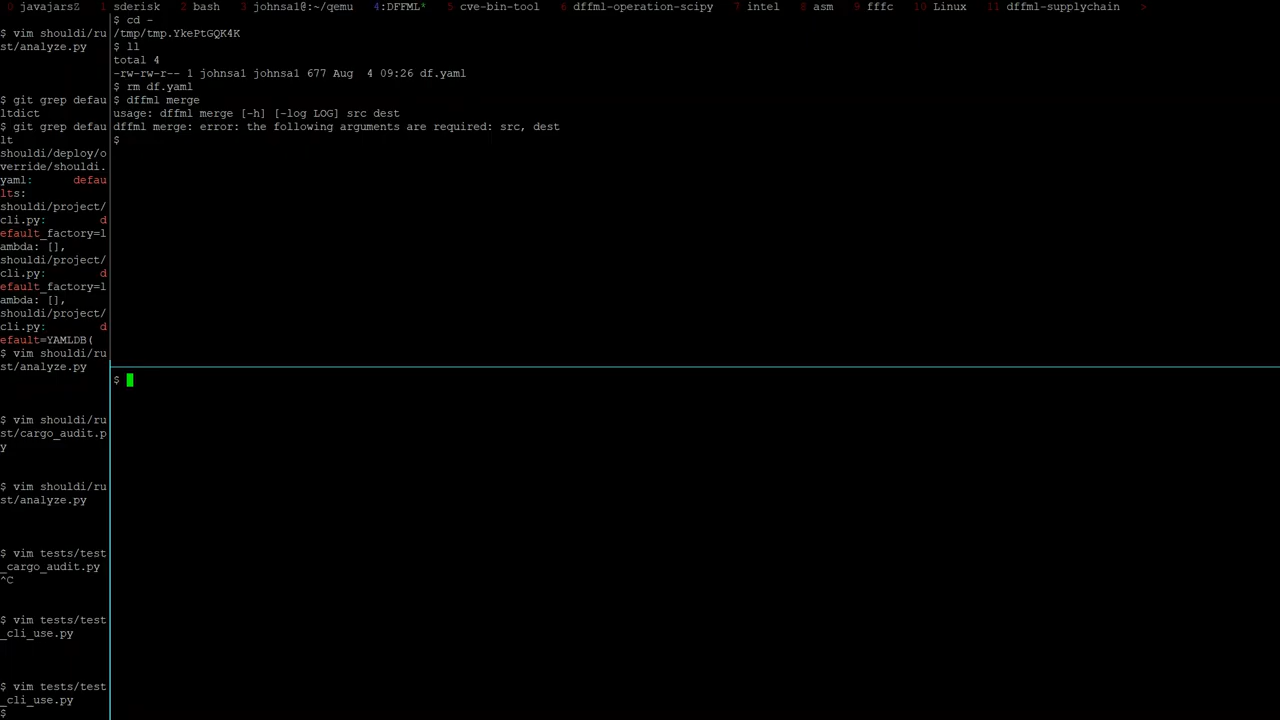 0 javajarsZ 1 sderisk 2 bash 3 johnsal@:~/qemu 4:DFFML* 5 cve-bin-tool 6 dffml-operation-scipy 7 intel 8 asm 9 fffc 10 Linux 11 dffml-supplychain >
$ vim shouldi/ru
st/analyze.py
$ git grep defau
ltdict
$ git grep defau
lt
shouldi/deploy/o
verride/shouldi.
yaml: defau
lts:
shouldi/project/
cli.py: d
efault_factory=l
ambda: [],
shouldi/project/
cli.py: d
efault_factory=l
ambda: [],
shouldi/project/
cli.py: d
efault=YAMLDB(
$ vim shouldi/ru
st/analyze.py
$ vim shouldi/ru
st/cargo_audit.p
y
$ vim shouldi/ru
st/analyze.py
$ vim tests/test
_cargo_audit.py
^C
$ vim tests/test
_cli_use.py
$ vim tests/test
_cli_use.py
$
$ cd -
/tmp/tmp.YkePtGQK4K
$ ll
total 4
-rw-rw-r-- 1 johnsa1 johnsa1 677 Aug  4 09:26 df.yaml
$ rm df.yaml
$ dffml merge
usage: dffml merge [-h] [-log LOG] src dest
dffml merge: error: the following arguments are required: src, dest
$
$